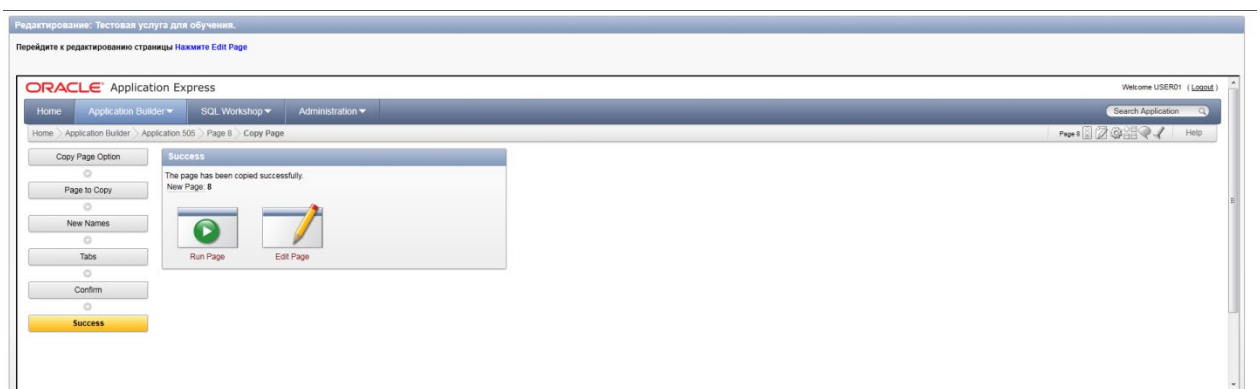 Редактирование: Тестовая услуга для обучения.
Перейдите к редактированию страницы Нажмите Edit Page
ORACLE Application Express
Welcome USER01 ( Logout )
Home Application Builder SQL Workshop Administration
Search Application
Home Application Builder Application 505 Page 8 Copy Page
Page 8
Help
Copy Page Option
Page to Copy
New Names
Tabs
Confirm
Success
Success
The page has been copied successfully.
New Page: 8
Run Page
Edit Page